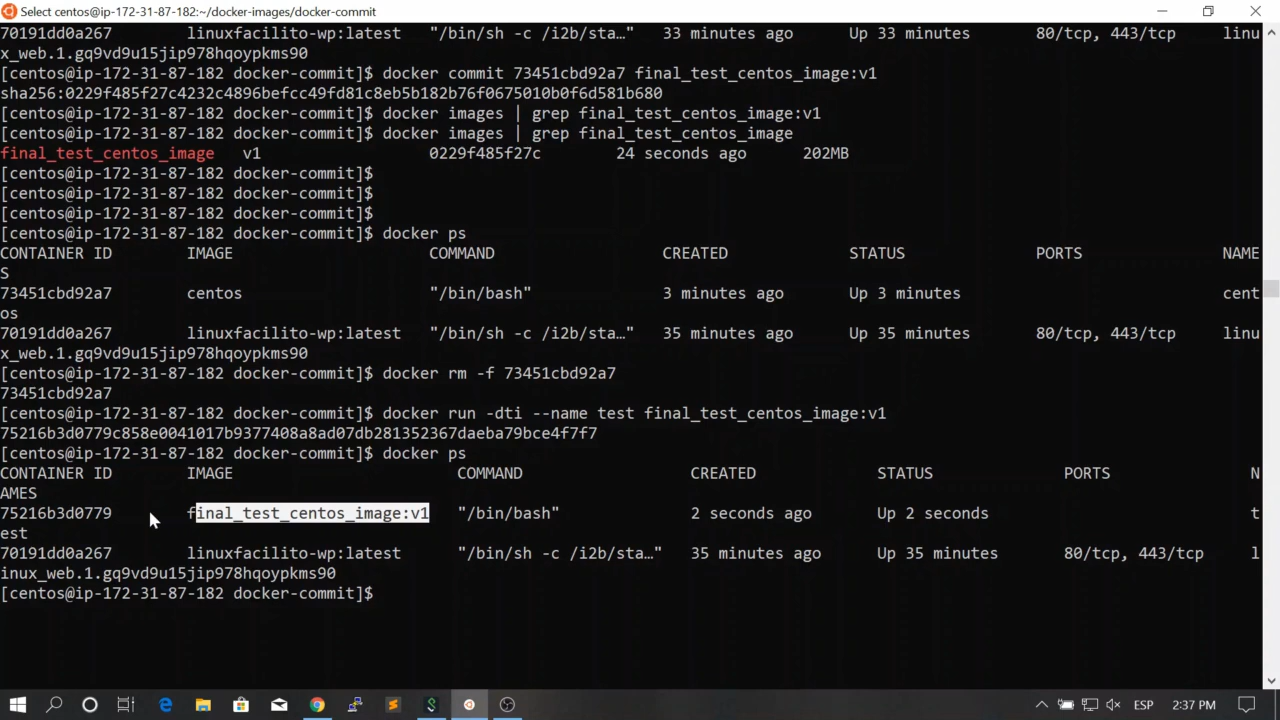 Select centos@ip-172-31-87-182:~/docker-images/docker-commit
70191dd0a267 linuxfacilito-wp:latest "/bin/sh -c /i2b/sta…" 33 minutes ago Up 33 minutes 80/tcp, 443/tcp linu
x_web.1.gq9vd9u15jip978hqoypkms90
[centos@ip-172-31-87-182 docker-commit]$ docker commit 73451cbd92a7 final_test_centos_image:v1
sha256:0229f485f27c4232c4896befcc49fd81c8eb5b182b76f0675010b0f6d581b680
[centos@ip-172-31-87-182 docker-commit]$ docker images | grep final_test_centos_image:v1
[centos@ip-172-31-87-182 docker-commit]$ docker images | grep final_test_centos_image
final_test_centos_image v1 0229f485f27c 24 seconds ago 202MB
[centos@ip-172-31-87-182 docker-commit]$
[centos@ip-172-31-87-182 docker-commit]$
[centos@ip-172-31-87-182 docker-commit]$
[centos@ip-172-31-87-182 docker-commit]$ docker ps
CONTAINER ID IMAGE COMMAND CREATED STATUS PORTS NAME
S
73451cbd92a7 centos "/bin/bash" 3 minutes ago Up 3 minutes cent
os
70191dd0a267 linuxfacilito-wp:latest "/bin/sh -c /i2b/sta…" 35 minutes ago Up 35 minutes 80/tcp, 443/tcp linu
x_web.1.gq9vd9u15jip978hqoypkms90
[centos@ip-172-31-87-182 docker-commit]$ docker rm -f 73451cbd92a7
73451cbd92a7
[centos@ip-172-31-87-182 docker-commit]$ docker run -dti --name test final_test_centos_image:v1
75216b3d0779c858e0041017b9377408a8ad07db281352367daeba79bce4f7f7
[centos@ip-172-31-87-182 docker-commit]$ docker ps
CONTAINER ID IMAGE COMMAND CREATED STATUS PORTS N
AMES
75216b3d0779 final_test_centos_image:v1 "/bin/bash" 2 seconds ago Up 2 seconds t
est
70191dd0a267 linuxfacilito-wp:latest "/bin/sh -c /i2b/sta…" 35 minutes ago Up 35 minutes 80/tcp, 443/tcp l
inux_web.1.gq9vd9u15jip978hqoypkms90
[centos@ip-172-31-87-182 docker-commit]$
ESP 2:37 PM